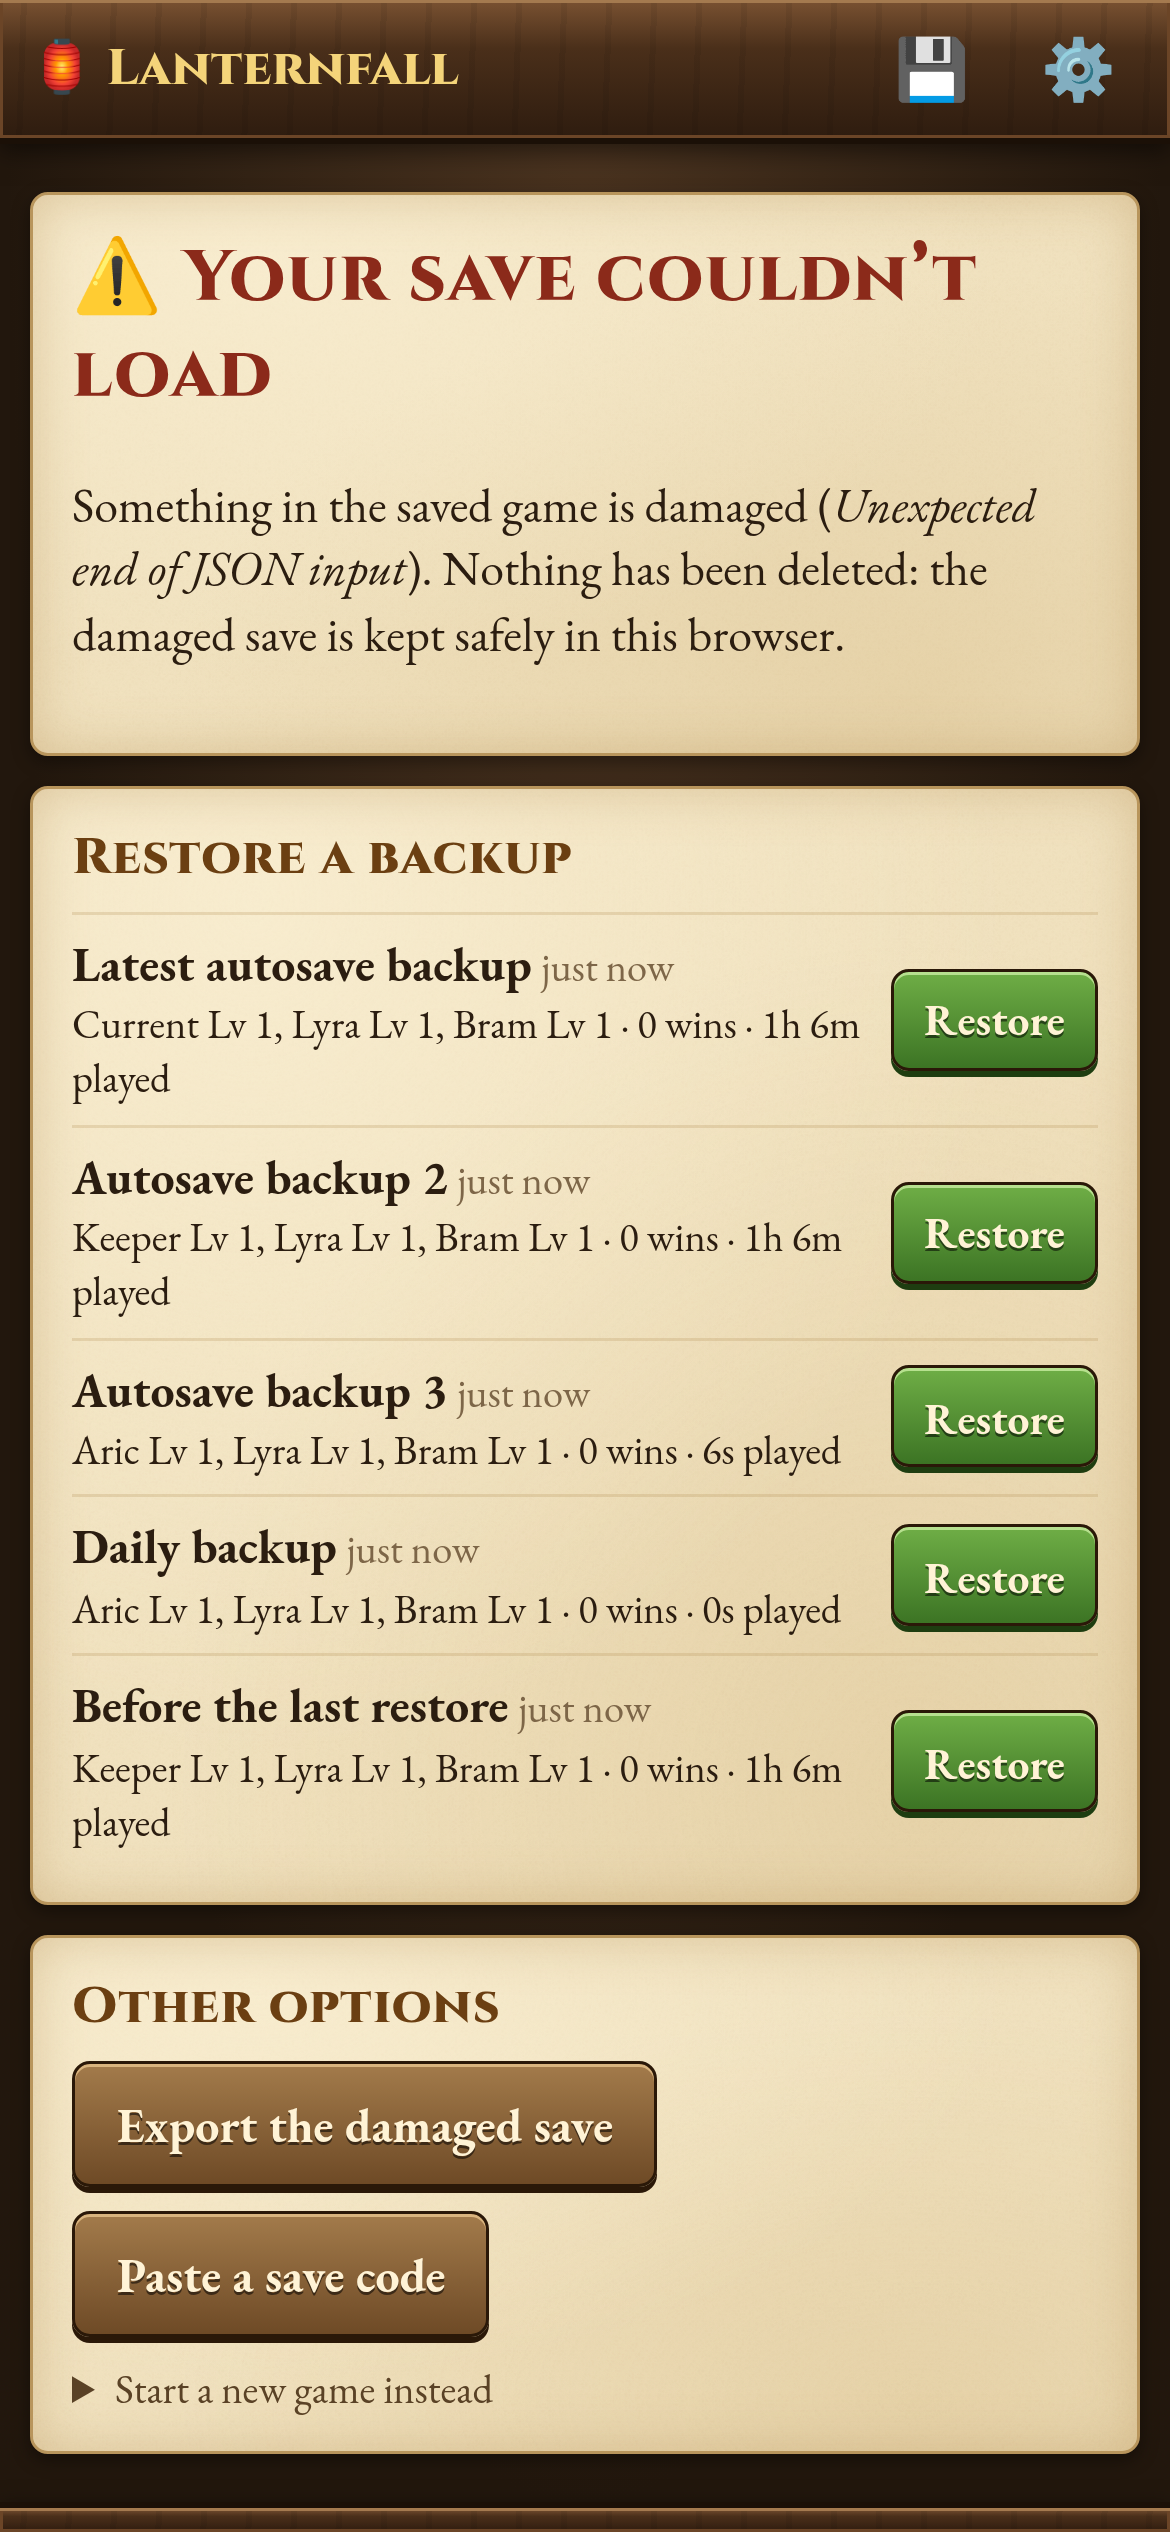 Lanternfall
Your save couldn’t
load
Something in the saved game is damaged (Unexpected
end of JSON input). Nothing has been deleted: the
damaged save is kept safely in this browser.
Restore a backup
Latest autosave backup just now
Current Lv 1, Lyra Lv 1, Bram Lv 1 · 0 wins · 1h 6m
played
Restore
Autosave backup 2 just now
Keeper Lv 1, Lyra Lv 1, Bram Lv 1 · 0 wins · 1h 6m
played
Restore
Autosave backup 3 just now
Aric Lv 1, Lyra Lv 1, Bram Lv 1 · 0 wins · 6s played
Restore
Daily backup just now
Aric Lv 1, Lyra Lv 1, Bram Lv 1 · 0 wins · 0s played
Restore
Before the last restore just now
Keeper Lv 1, Lyra Lv 1, Bram Lv 1 · 0 wins · 1h 6m
played
Restore
Other options
Export the damaged save
Paste a save code
Start a new game instead